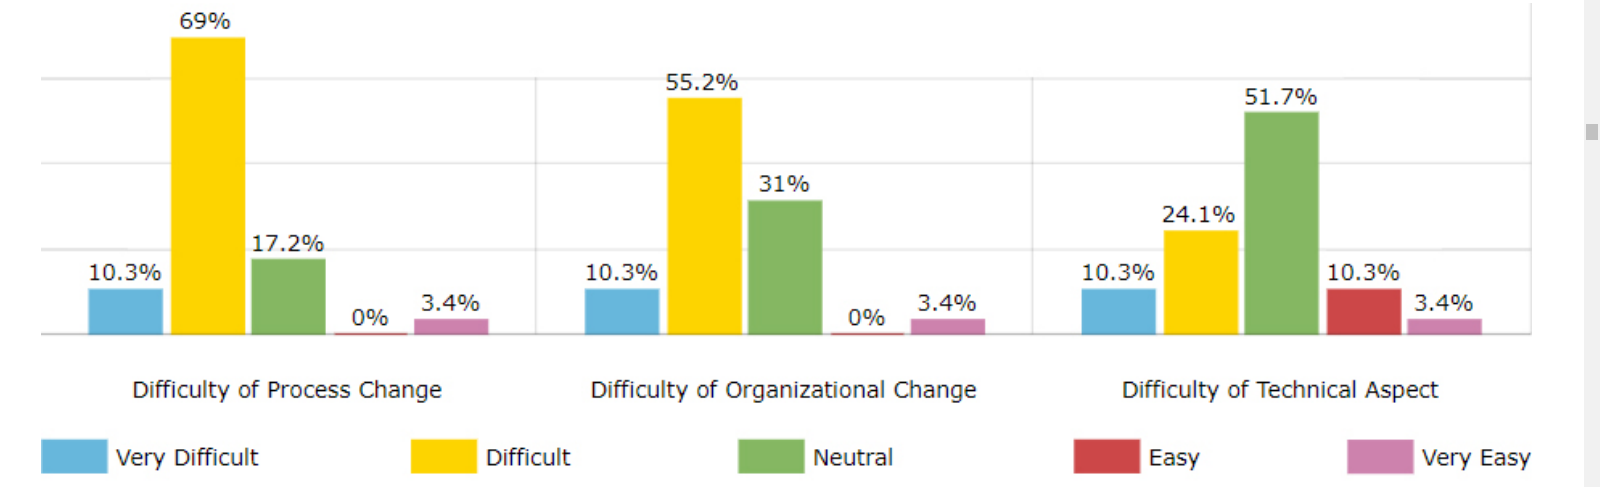 69%
55.2%
51.7%
31%
24.1%
17.2%
10.3%
10.3%
10.3%
10.3%
3.4%
3.4%
3.4%
0%
0%
Difficulty of Process Change
Difficulty of Organizational Change
Difficulty of Technical Aspect
Very Difficult
Difficult
Neutral
Easy
Very Easy